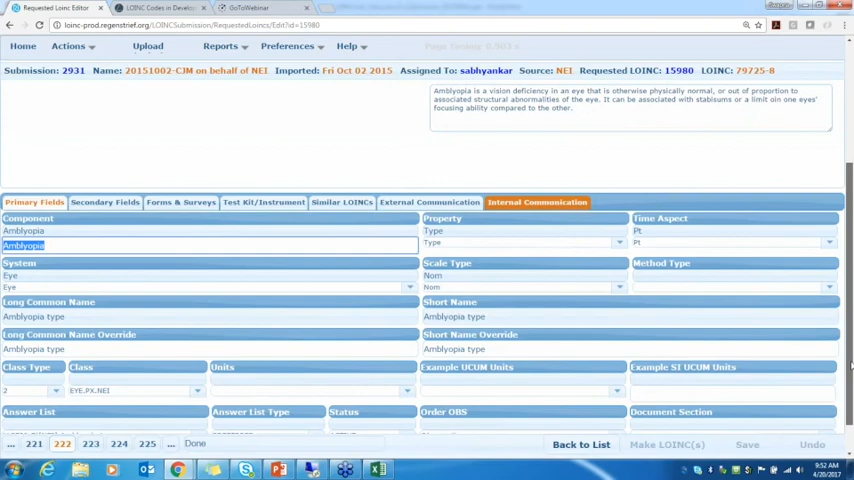 Requested Loinc Editor
LOINC Codes in Develop
GoToWebinar
loinc-prod.regenstrief.org/LOINCSubmission/RequestedLoincs/Edit?id=15980
Home Actions Upload Reports Preferences Help
Submission: 2931 Name: 20151002-CJM on behalf of NEI Imported: Fri Oct 02 2015 Assigned To: sabhyankar Source: NEI Requested LOINC: 15980 LOINC: 79725-8
Amblyopia is a vision deficiency in an eye that is otherwise physically normal, or out of proportion to
associated structural abnormalities of the eye. It can be associated with stabisums or a limit oin one eyes'
focusing ability compared to the other.
Primary Fields Secondary Fields Forms & Surveys Test Kit/Instrument Similar LOINCs External Communication Internal Communication
Component Property Time Aspect
Amblyopia Type Pt
Amblyopia Type Pt
System Scale Type Method Type
Eye Nom
Eye Nom
Long Common Name Short Name
Amblyopia type Amblyopia type
Long Common Name Override Short Name Override
Amblyopia type Amblyopia type
Class Type Class Units Example UCUM Units Example SI UCUM Units
2 EYE.PX.NEI
Answer List Answer List Type Status Order OBS Document Section
... 221 222 223 224 225 ... Done Back to List Make LOINC(s) Save Undo
9:52 AM
4/20/2017